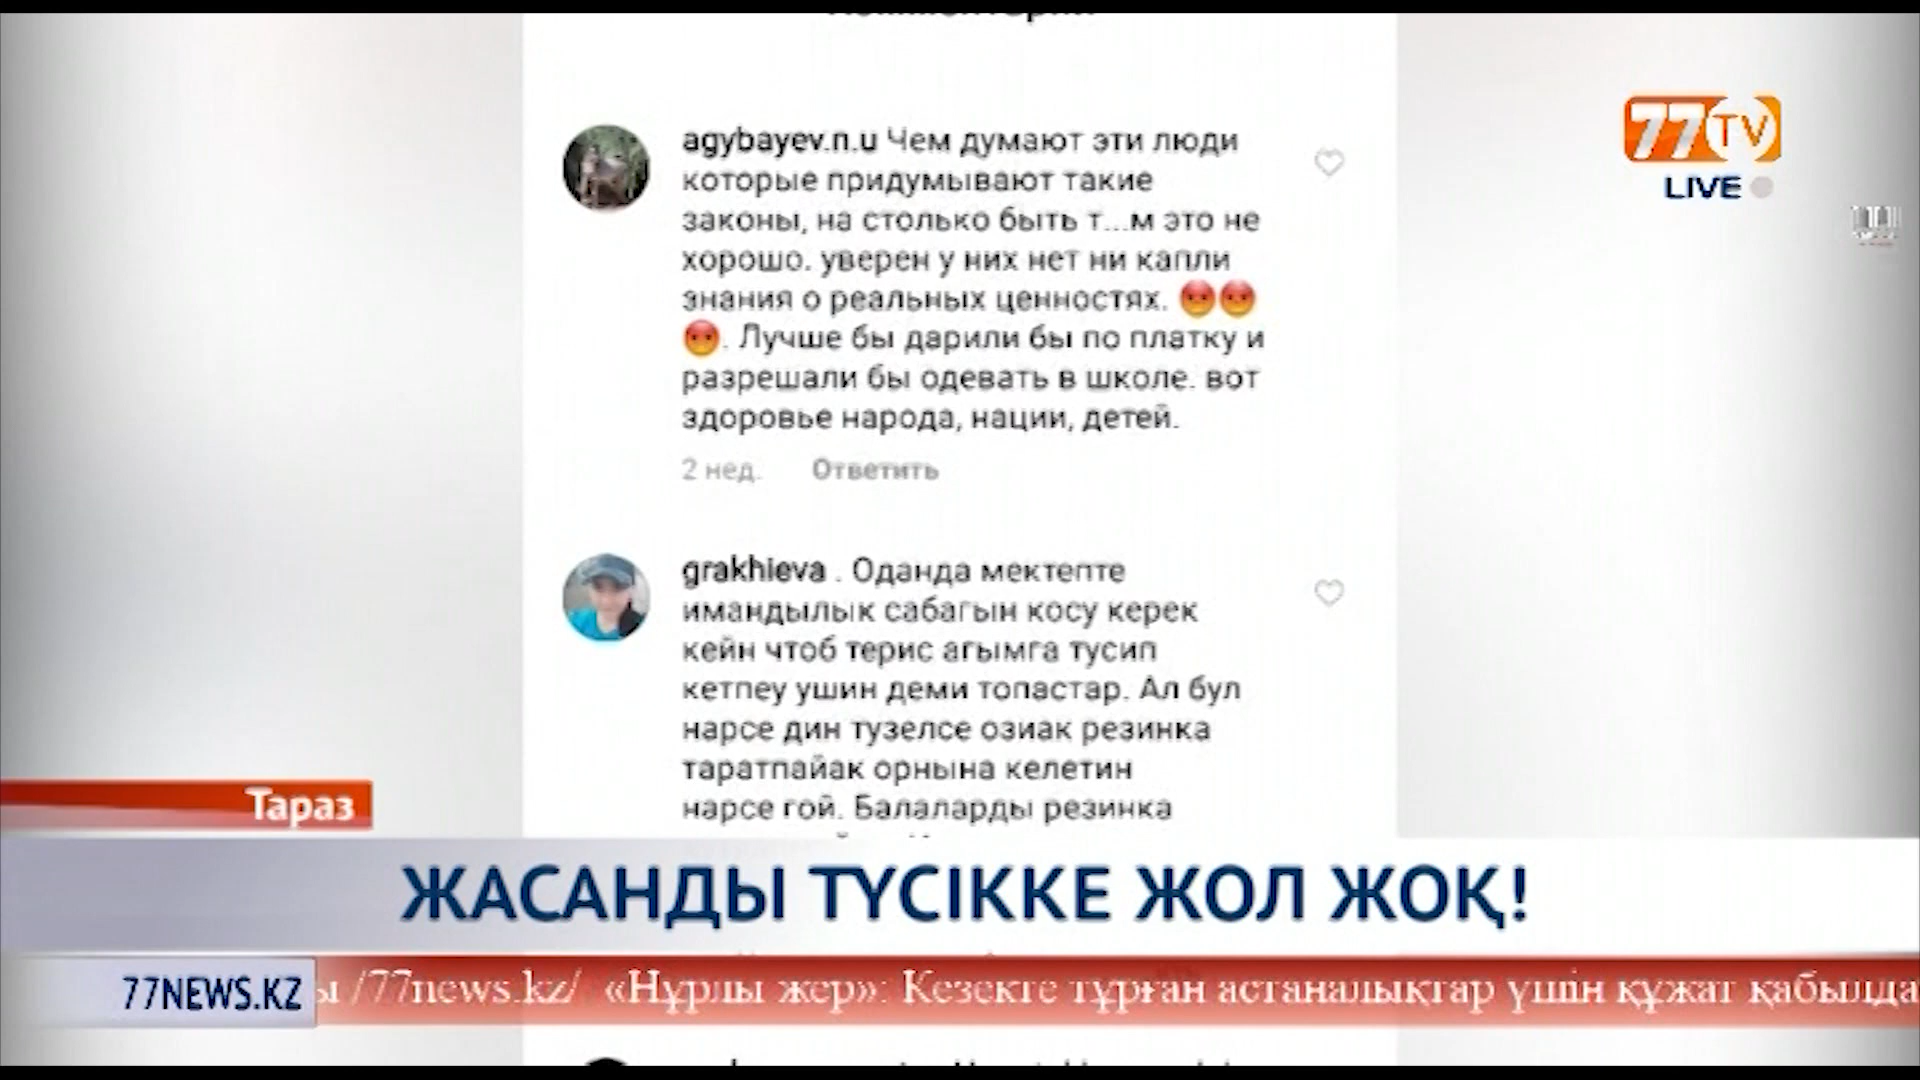 77 TV
LIVE
agybayev.n.u Чем думают эти люди
которые придумывают такие
законы, на столько быть т...м это не
хорошо. уверен у них нет ни капли
знания о реальных ценностях. 😡😡
😡. Лучше бы дарили бы по платку и
разрешали бы одевать в школе. вот
здоровье народа, нации, детей.
2 нед. Ответить
grakhieva . Оданда мектепте
имандылык сабагын косу керек
кейн чтоб терис агымга тусип
кетпеу ушин деми топастар. Ал бул
нарсе дин тузелсе озиак резинка
таратпайак орнына келетин
нарсе гой. Балаларды резинка
Тараз
ЖАСАНДЫ ТҮСІККЕ ЖОЛ ЖОҚ!
77NEWS.KZ
ы /77news.kz/ «Нұрлы жер»: Кезекте тұрған астаналықтар үшін құжат қабылда